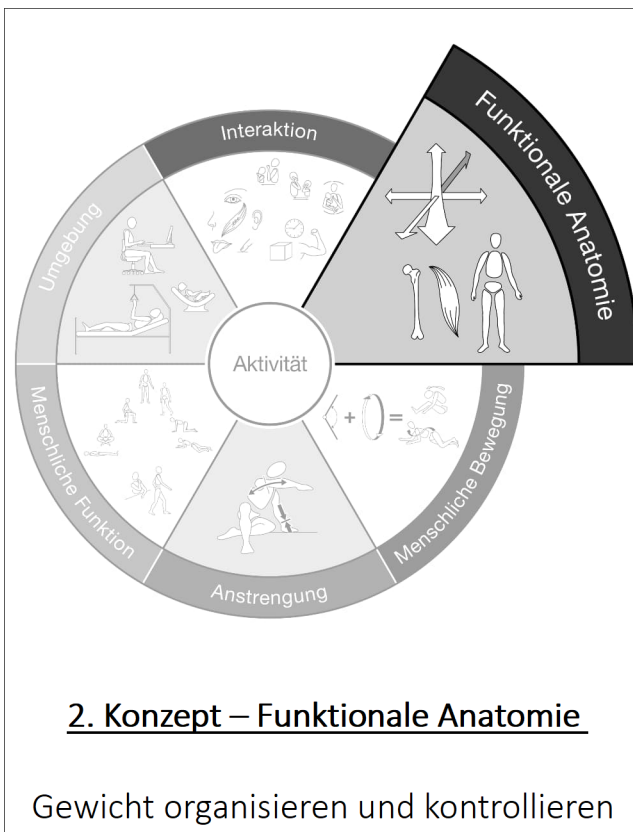 Interaktion
Funktionale Anatomie
Umgebung
Aktivität
Menschliche Funktion
Menschliche Bewegung
Anstrengung
+
=
2. Konzept – Funktionale Anatomie
Gewicht organisieren und kontrollieren